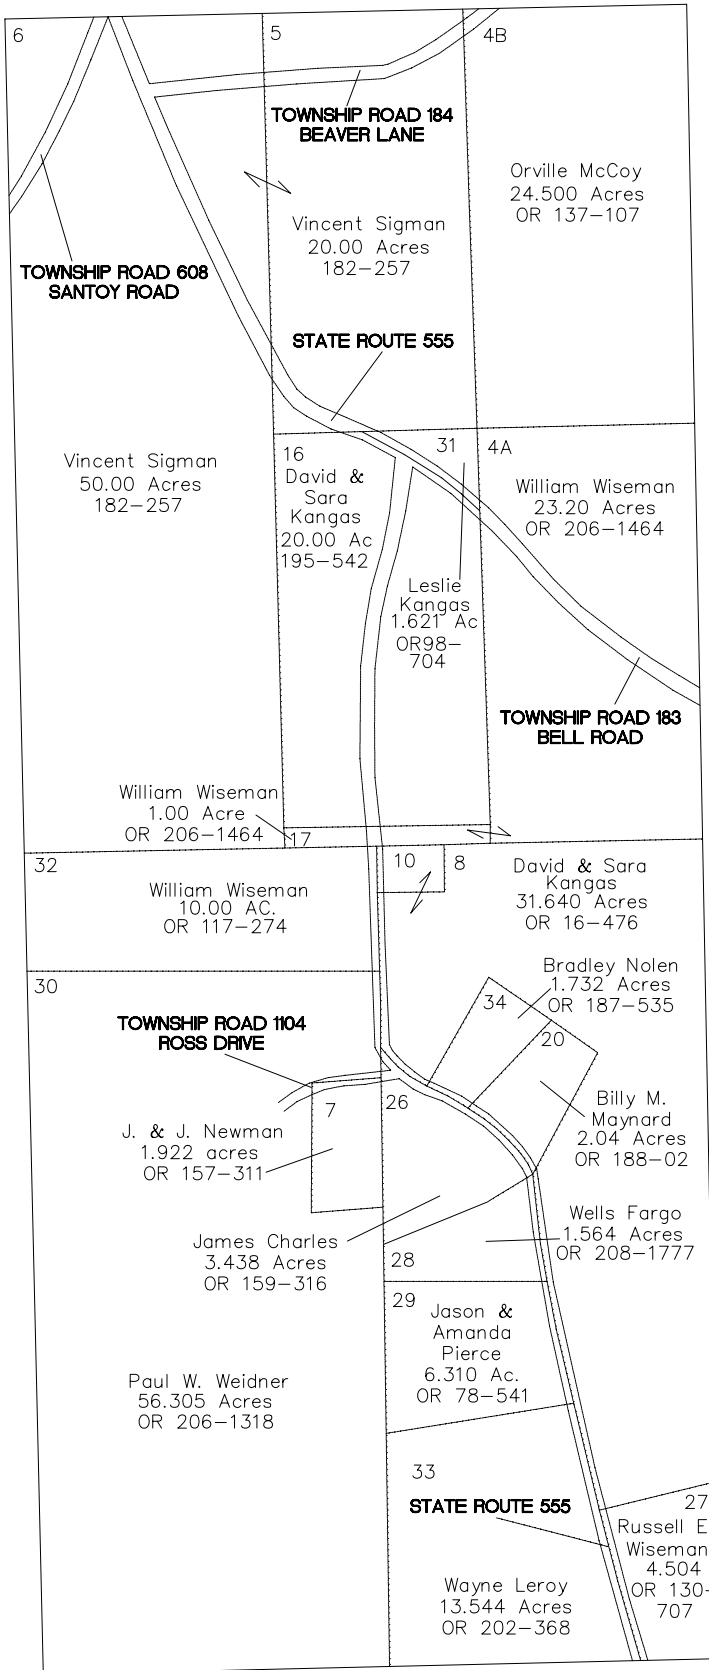 6
5
4B
TOWNSHIP ROAD 184
BEAVER LANE
Orville McCoy
24.500 Acres
OR 137-107
Vincent Sigman
20.00 Acres
182-257
TOWNSHIP ROAD 608
SANTOY ROAD
STATE ROUTE 555
Vincent Sigman
50.00 Acres
182-257
16
David &
Sara
Kangas
20.00 Ac
195-542
31
4A
William Wiseman
23.20 Acres
OR 206-1464
Leslie
Kangas
1.621 Ac
OR98-
704
TOWNSHIP ROAD 183
BELL ROAD
William Wiseman
1.00 Acre
OR 206-1464
17
32
William Wiseman
10.00 AC.
OR 117-274
10
8
David & Sara
Kangas
31.640 Acres
OR 16-476
30
Bradley Nolen
1.732 Acres
OR 187-535
34
20
TOWNSHIP ROAD 1104
ROSS DRIVE
7
26
J. & J. Newman
1.922 acres
OR 157-311
Billy M.
Maynard
2.04 Acres
OR 188-02
James Charles
3.438 Acres
OR 159-316
Wells Fargo
1.564 Acres
OR 208-1777
28
29
Jason &
Amanda
Pierce
6.310 Ac.
OR 78-541
Paul W. Weidner
56.305 Acres
OR 206-1318
33
STATE ROUTE 555
27
Russell E
Wiseman
4.504
OR 130-
707
Wayne Leroy
13.544 Acres
OR 202-368